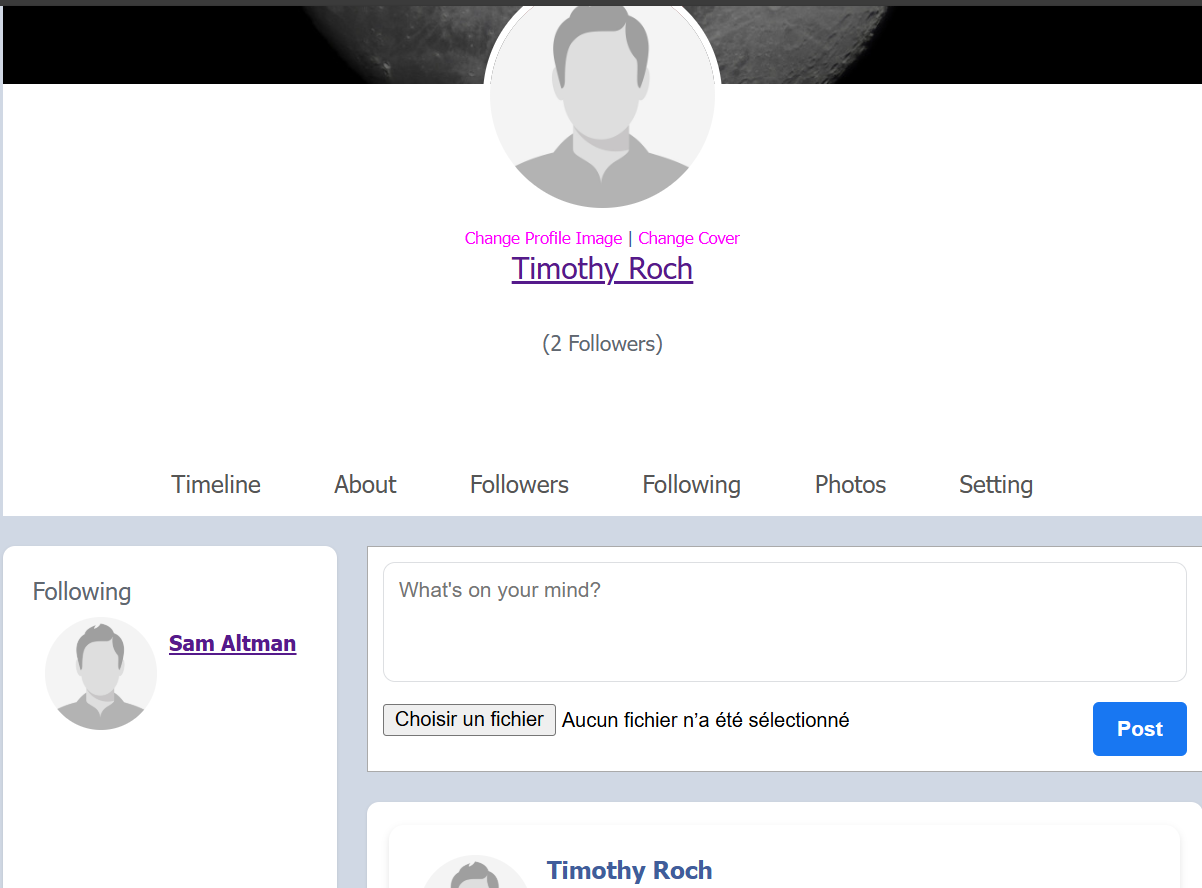 Change Profile Image | Change Cover
Timothy Roch
(2 Followers)
Timeline About Followers Following Photos Setting
Following
Sam Altman
What's on your mind?
Choisir un fichier Aucun fichier n’a été sélectionné
Post
Timothy Roch